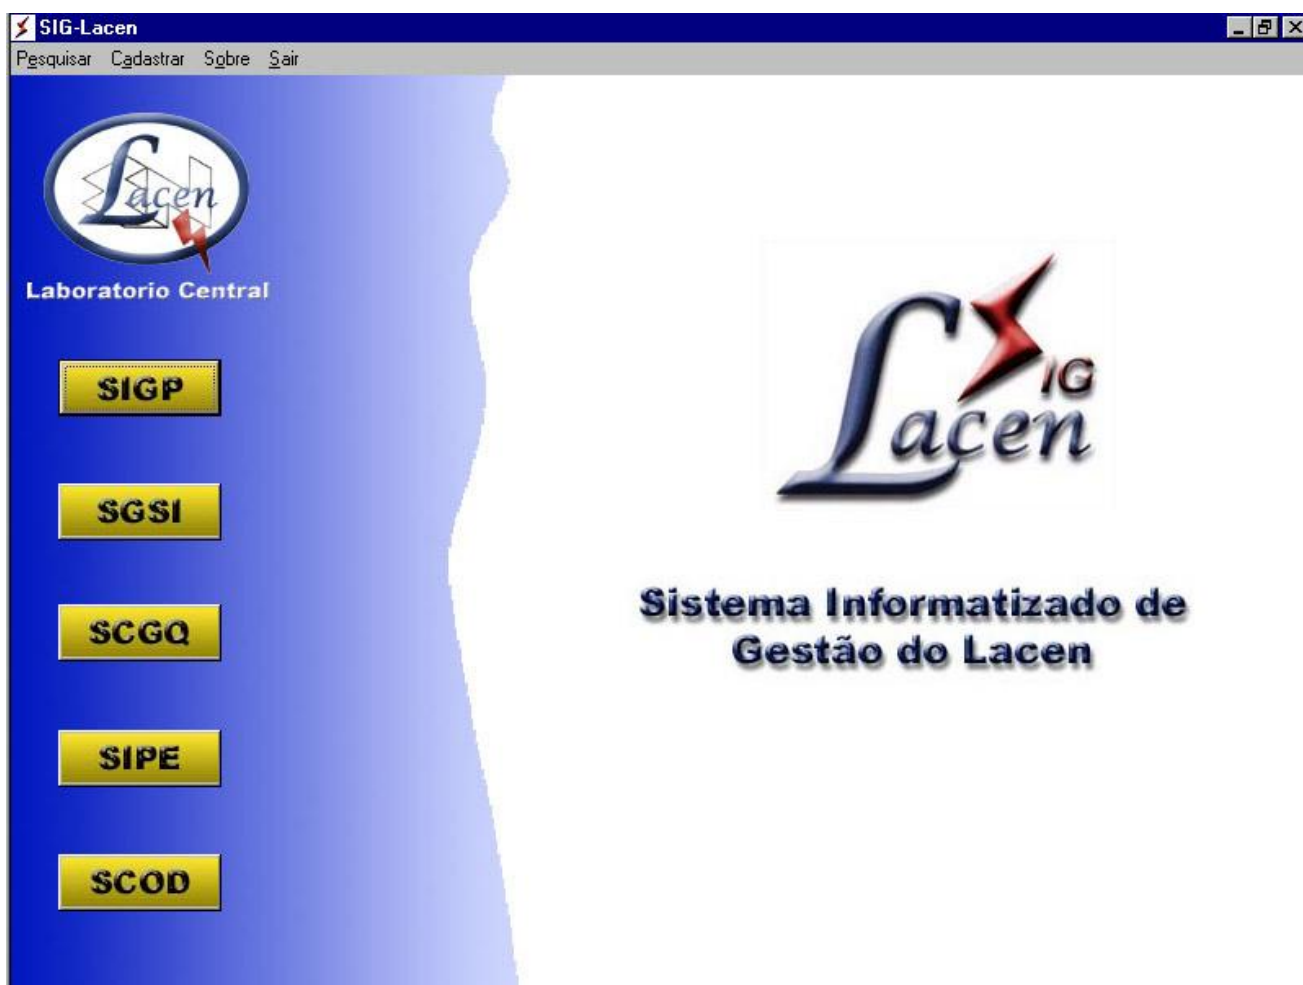 SIG-Lacen
Pesquisar Cadastrar Sobre Sair
Lacen
Laboratorio Central
SIGP
SGSI
SCGQ
SIPE
SCOD
SIG
Lacen
Sistema Informatizado de
Gestão do Lacen